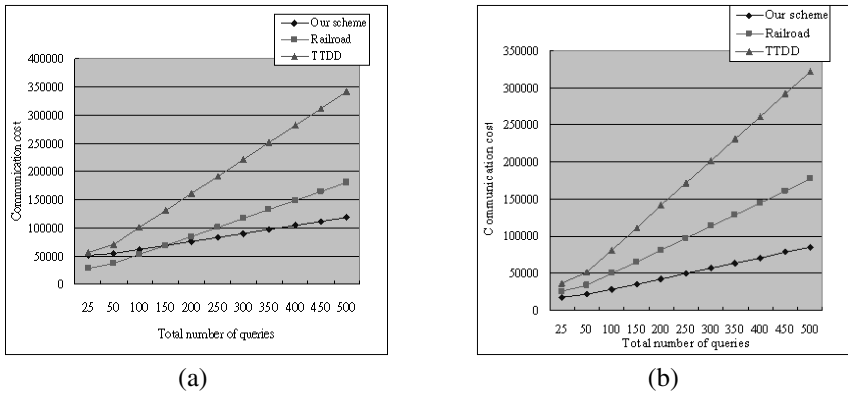 Our scheme
Railroad
TTDD
400000
350000
300000
250000
200000
150000
100000
50000
0
Communication cost
25 50 100 150 200 250 300 350 400 450 500
Total number of queries
(a)
Our scheme
Railroad
TTDD
350000
300000
250000
200000
150000
100000
50000
0
C ommunication cost
25 50 100 150 200 250 300 350 400 450 500
Total number of queries
(b)